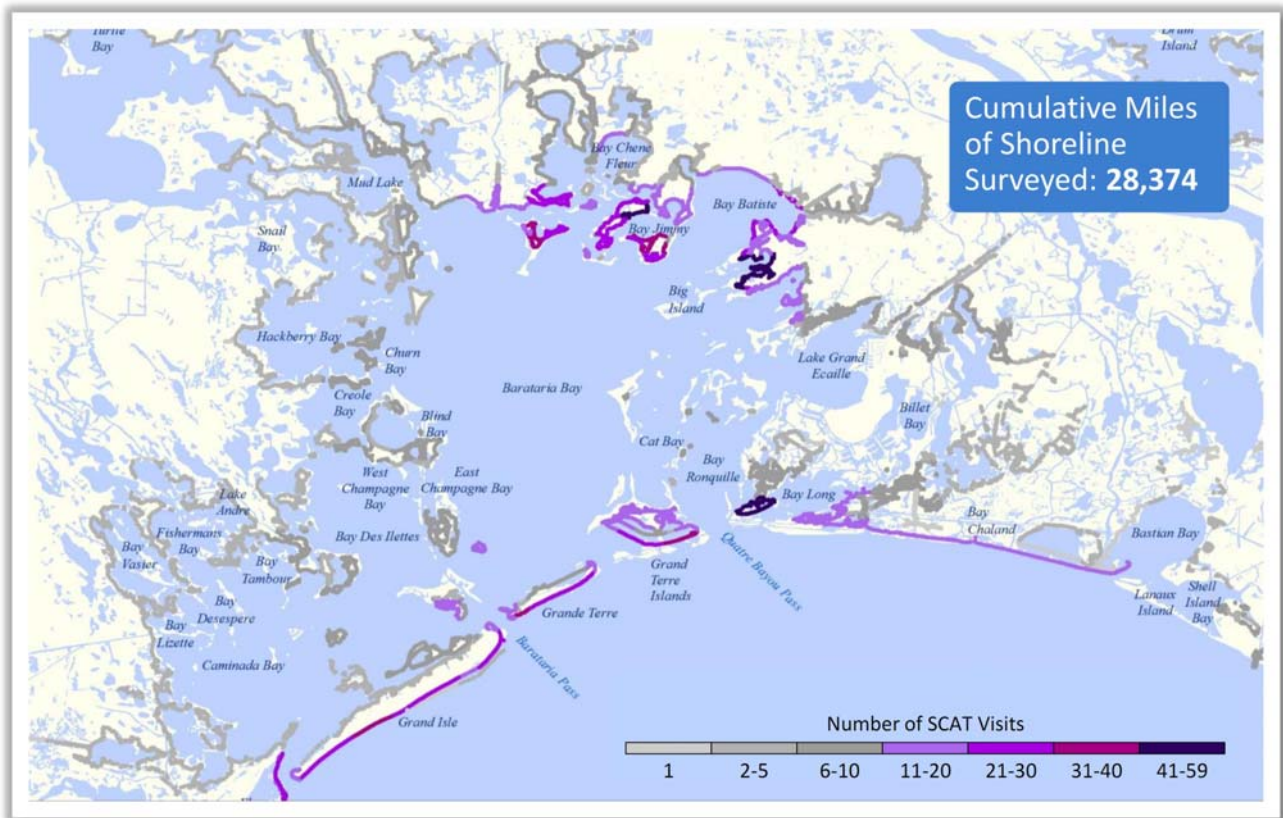 Turtle
Bay
Drum
Island
Cumulative Miles
of Shoreline
Surveyed: 28,374
Bay Chene
Fleur
Mud Lake
Bay Batiste
Snail
Bay
Bay Jimmy
Big
Island
Hackberry Bay
Churn
Bay
Lake Grand
Ecaille
Barataria Bay
Creole
Bay
Blind
Bay
Billet
Bay
Cat Bay
Bay
Ronquille
West
Champagne
Bay
East
Champagne Bay
Lake
Andre
Bay Long
Fishermans
Bay
Bay Des Ilettes
Bay
Chaland
Bastian Bay
Bay
Vaster
Bay
Tambour
Quatre Bayou Pass
Grand
Terre
Islands
Lanaux
Island
Shell
Island
Bay
Bay
Desespere
Grande Terre
Bay
Lizette
Barataria Pass
Caminada Bay
Grand Isle
Number of SCAT Visits
1 2-5 6-10 11-20 21-30 31-40 41-59